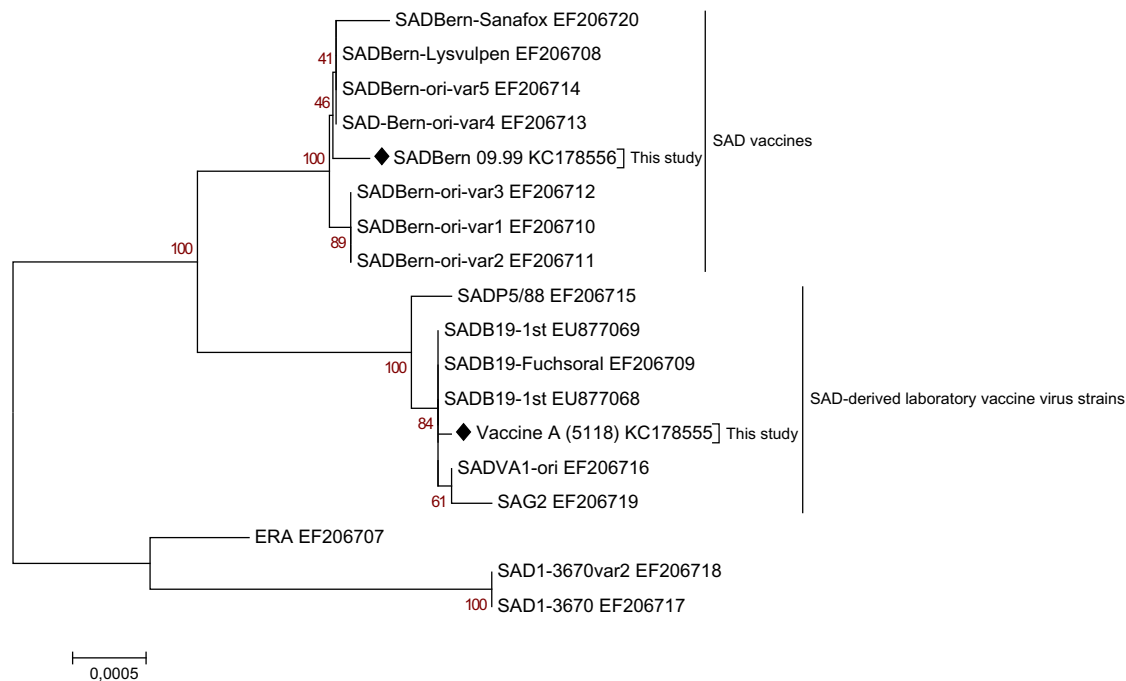 SADBern-Sanafox EF206720
41
SADBern-Lysvulpen EF206708
SADBern-ori-var5 EF206714
46
SAD-Bern-ori-var4 EF206713
SAD vaccines
100
SADBern 09.99 KC178556 This study
SADBern-ori-var3 EF206712
SADBern-ori-var1 EF206710
89
SADBern-ori-var2 EF206711
100
SADP5/88 EF206715
SADB19-1st EU877069
100
SADB19-Fuchsoral EF206709
SADB19-1st EU877068
SAD-derived laboratory vaccine virus strains
84
Vaccine A (5118) KC178555 This study
SADVA1-ori EF206716
61
SAG2 EF206719
ERA EF206707
SAD1-3670var2 EF206718
100
SAD1-3670 EF206717
0,0005